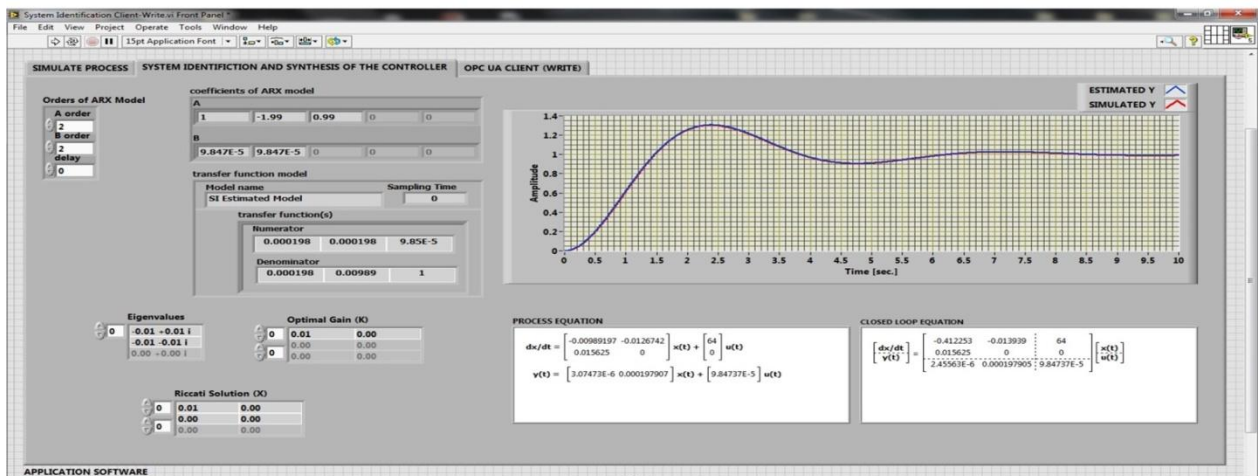 System Identification Client-Write.vi Front Panel *
File Edit View Project Operate Tools Window Help
15pt Application Font
SIMULATE PROCESS SYSTEM IDENTIFICTION AND SYNTHESIS OF THE CONTROLLER OPC UA CLIENT (WRITE)
Orders of ARX Model
A order
2
B order
2
delay
0
coefficients of ARX model
A
1 -1.99 0.99 0 0
B
9.847E-5 9.847E-5 0 0 0
transfer function model
Model name Sampling Time
SI Estimated Model 0
transfer function(s)
Numerator
0.000198 0.000198 9.85E-5
Denominator
0.000198 0.00989 1
ESTIMATED Y
SIMULATED Y
Amplitude
1.4
1.2
1
0.8
0.6
0.4
0.2
0
0 0.5 1 1.5 2 2.5 3 3.5 4 4.5 5 5.5 6 6.5 7 7.5 8 8.5 9 9.5 10
Time [sec.]
Eigenvalues
0 -0.01 +0.01 i
-0.01 -0.01 i
0.00 +0.00 i
Optimal Gain (K)
0 0.01 0.00
0.00 0.00
0 0.00 0.00
Riccati Solution (X)
0 0.01 0.00
0.00 0.00
0 0.00 0.00
PROCESS EQUATION
dx/dt = [-0.00989197 -0.0126742 x(t) + [64 u(t)
0.015625 0 0
y(t) = [3.07473E-6 0.000197907] x(t) + [9.84737E-5] u(t)
CLOSED LOOP EQUATION
dx/dt = -0.412253 -0.013939 64 x(t)
y(t) 0.015625 0 0 u(t)
2.45563E-6 0.000197905 9.84737E-5
APPLICATION SOFTWARE